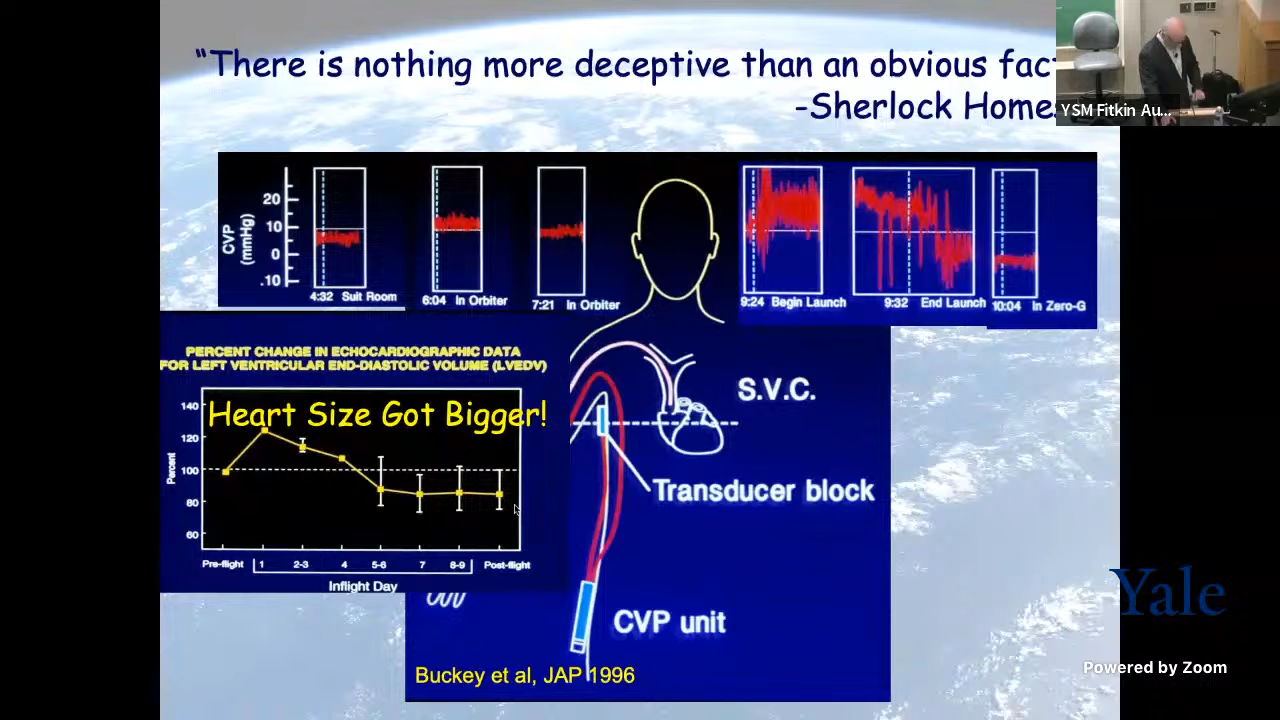 “There is nothing more deceptive than an obvious fact
-Sherlock Home
YSM Fitkin Au...
CVP
(mmHg)
20
10
0
.10
4:32 Suit Room
6:04 In Orbiter
7:21 In Orbiter
9:24 Begin Launch
9:32 End Launch
10:04 In Zero-G
PERCENT CHANGE IN ECHOCARDIOGRAPHIC DATA
FOR LEFT VENTRICULAR END-DIASTOLIC VOLUME (LVEDV)
Heart Size Got Bigger!
Percent
140
120
100
80
60
Pre-flight 1 2-3 4 5-6 7 8-9 Post-flight
Inflight Day
S.V.C.
Transducer block
CVP unit
Buckey et al, JAP 1996
Yale
Powered by Zoom